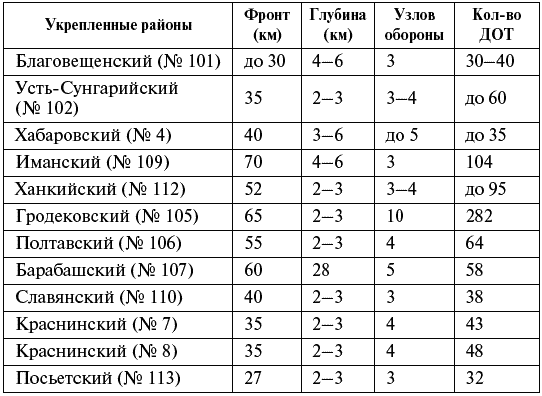 Укрепленные районы Фронт (км) Глубина (км) Узлов обороны Кол-во ДОТ
Благовещенский (№ 101) до 30 4–6 3 30–40
Усть-Сунгарийский
(№ 102) 35 2–3 3–4 до 60
Хабаровский (№ 4) 40 3–6 до 5 до 35
Иманский (№ 109) 70 4–6 3 104
Ханкийский (№ 112) 52 2–3 3–4 до 95
Гродековский (№ 105) 65 2–3 10 282
Полтавский (№ 106) 55 2–3 4 64
Барабашский (№ 107) 60 28 5 58
Славянский (№ 110) 40 2–3 3 38
Краснинский (№ 7) 35 2–3 4 43
Краснинский (№ 8) 35 2–3 4 48
Посьетский (№ 113) 27 2–3 3 32